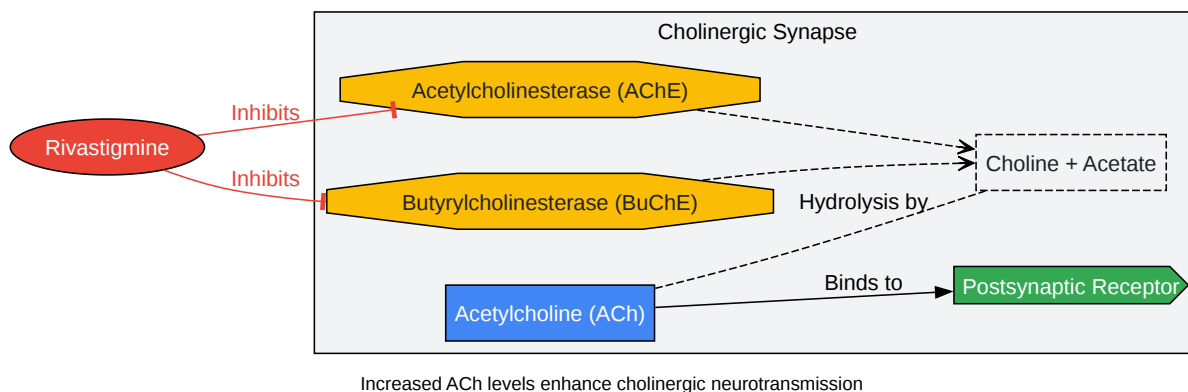 Cholinergic Synapse
Acetylcholinesterase (AChE)
Inhibits
Rivastigmine
Choline + Acetate
Inhibits
Butyrylcholinesterase (BuChE)
Hydrolysis by
Binds to
Postsynaptic Receptor
Acetylcholine (ACh)
Increased ACh levels enhance cholinergic neurotransmission